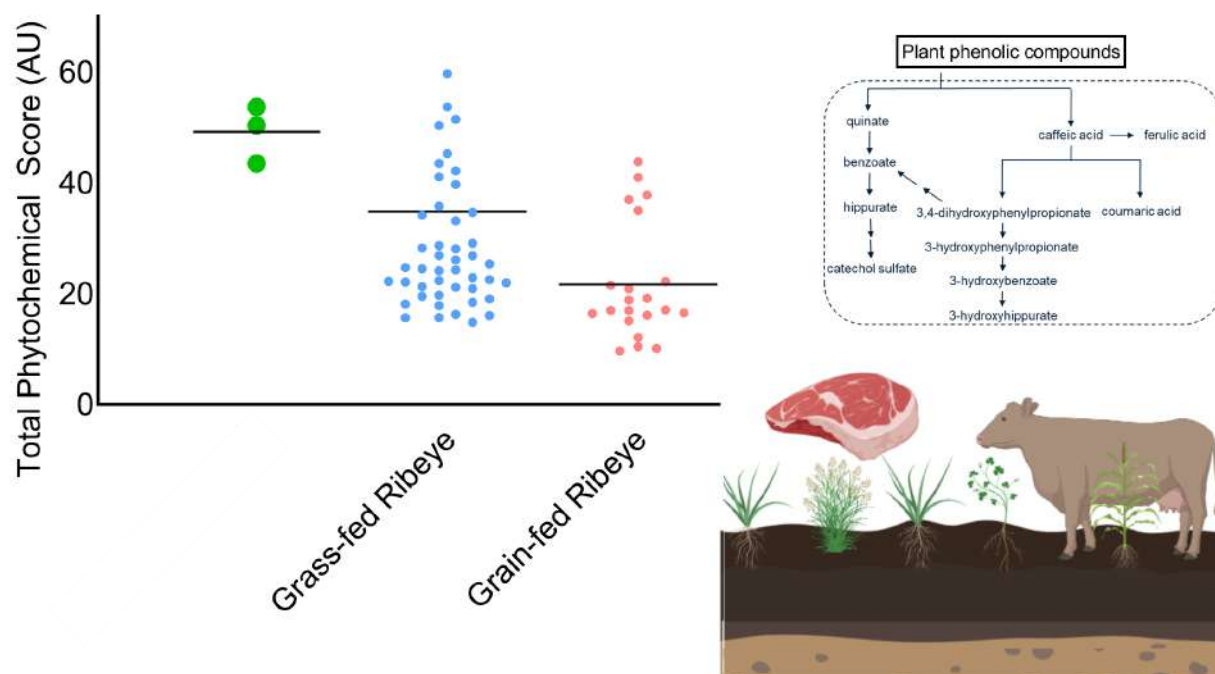 Total Phytochemical Score (AU)
60
40
20
0
Grass-fed Ribeye
Grain-fed Ribeye
Plant phenolic compounds
quinate
caffeic acid
ferulic acid
benzoate
hippurate
3,4-dihydroxyphenylpropionate
coumaric acid
3-hydroxyphenylpropionate
catechol sulfate
3-hydroxybenzoate
3-hydroxyhippurate